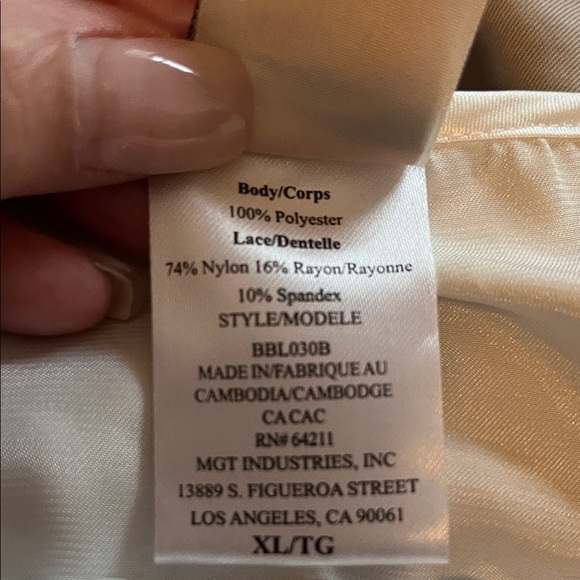 Body/Corps
100% Polyester
Lace/Dentelle
74% Nylon 16% Rayon/Rayonne
10% Spandex
STYLE/MODELE
BBL030B
MADE IN/FABRIQUE AU
CAMBODIA/CAMBODGE
CA CAC
RN# 64211
MGT INDUSTRIES, INC
13889 S. FIGUEROA STREET
LOS ANGELES, CA 90061
XL/TG